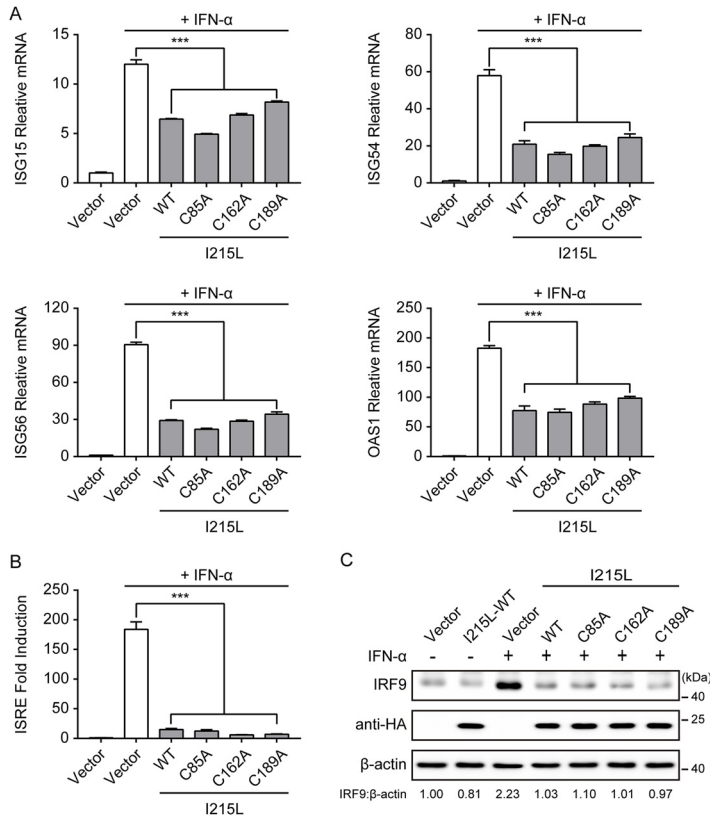 A
+ IFN-α
***
ISG15 Rleative mRNA
15
10
5
0
Vector
Vector
WT
C85A
C162A
C189A
I215L
+ IFN-α
***
ISG54 Rleative mRNA
80
60
40
20
0
Vector
Vector
WT
C85A
C162A
C189A
I215L
+ IFN-α
***
ISG56 Rleative mRNA
120
90
60
30
0
Vector
Vector
WT
C85A
C162A
C189A
I215L
+ IFN-α
***
OAS1 Rleative mRNA
250
200
150
100
50
0
Vector
Vector
WT
C85A
C162A
C189A
I215L
B
+ IFN-α
***
ISRE Fold Induction
250
200
150
100
50
0
Vector
Vector
WT
C85A
C162A
C189A
I215L
C
I215L
Vector I215L-WT Vector WT C85A C162A C189A
IFN-α - - + + + + +
IRF9 (kDa)
40
anti-HA 25
β-actin 40
IRF9:β-actin 1.00 0.81 2.23 1.03 1.10 1.01 0.97